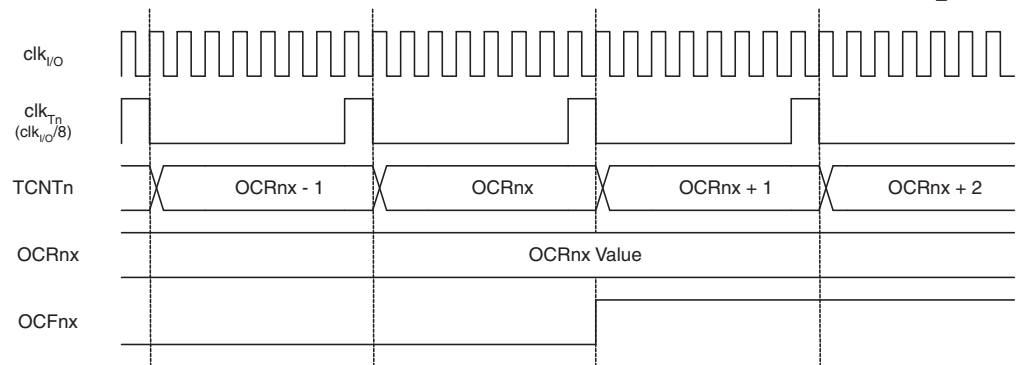 clkI/O
clkTn
(clkI/O/8)
TCNTn
OCRnx - 1
OCRnx
OCRnx + 1
OCRnx + 2
OCRnx
OCRnx Value
OCFnx